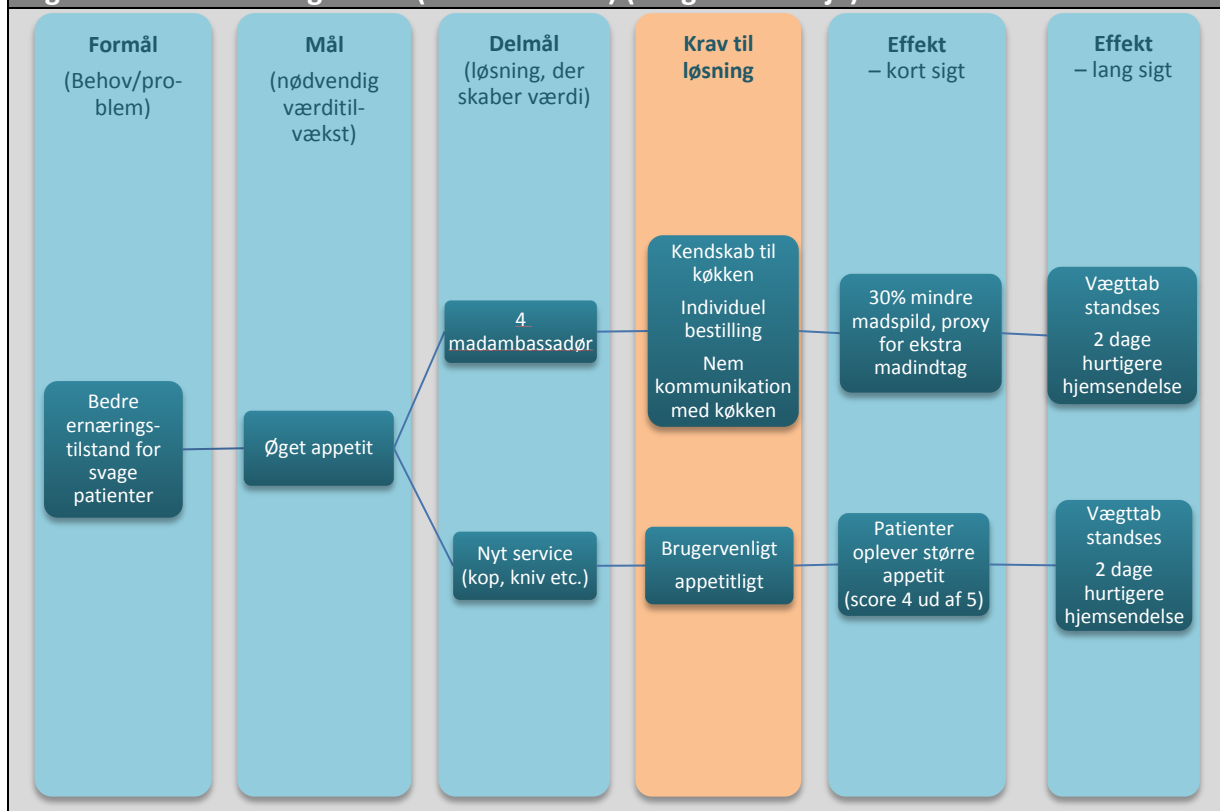 Formål
(Behov/pro-
blem)
Mål
(nødvendig
værditil-
vækst)
Delmål
(løsning, der
skaber værdi)
Krav til
løsning
Effekt
– kort sigt
Effekt
– lang sigt
Bedre
ernærings-
tilstand for
svage
patienter
Øget appetit
4
madambassadør
Kendskab til
køkken
Individuel
bestilling
Nem
kommunikation
med køkken
30% mindre
madspild, proxy
for ekstra
madindtag
Vægttab
standses
2 dage
hurtigere
hjemsendelse
Nyt service
(kop, kniv etc.)
Brugervenligt
appetitligt
Patienter
oplever større
appetit
(score 4 ud af 5)
Vægttab
standses
2 dage
hurtigere
hjemsendelse